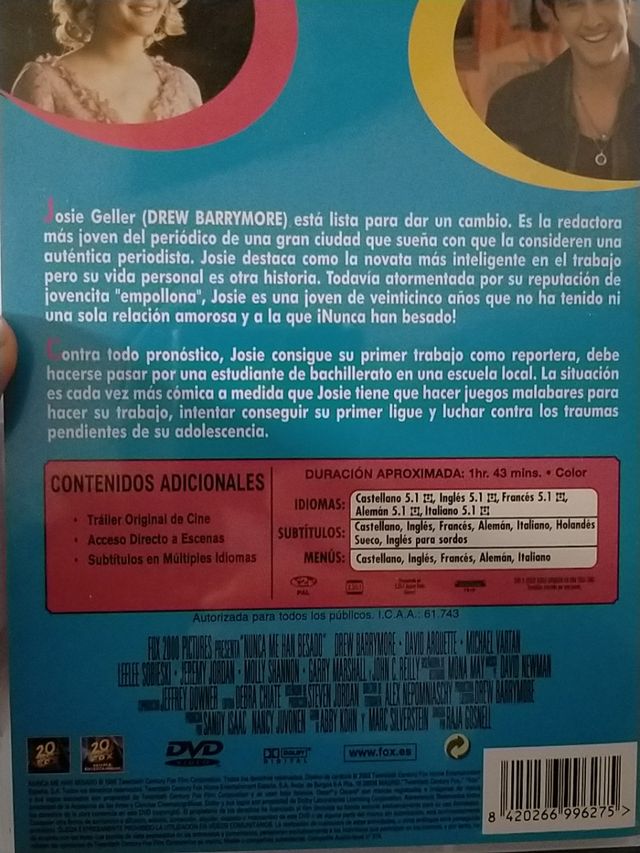 Josie Geller (DREW BARRYMORE) está lista para dar un cambio. Es la redactora
más joven del periódico de una gran ciudad que sueña con que la consideren una
auténtica periodista. Josie destaca como la novata más inteligente en el trabajo
pero su vida personal es otra historia. Todavía atormentada por su reputación de
jovencita "empollona", Josie es una joven de veinticinco años que no ha tenido ni
una sola relación amorosa y a la que ¡Nunca han besado!
Contra todo pronóstico, Josie consigue su primer trabajo como reportera, debe
hacerse pasar por una estudiante de bachillerato en una escuela local. La situación
es cada vez más cómica a medida que Josie tiene que hacer juegos malabares para
hacer su trabajo, intentar conseguir su primer ligue y luchar contra los traumas
pendientes de su adolescencia.
CONTENIDOS ADICIONALES
• Tráiler Original de Cine
• Acceso Directo a Escenas
• Subtítulos en Múltiples Idiomas
DURACIÓN APROXIMADA: 1hr. 43 mins. • Color
IDIOMAS: Castellano 5.1, Inglés 5.1, Francés 5.1,
Alemán 5.1, Italiano 5.1
SUBTÍTULOS: Castellano, Inglés, Francés, Alemán, Italiano, Holandés
Sueco, Inglés para sordos
MENÚS: Castellano, Inglés, Francés, Alemán, Italiano
PAL
Autorizada para todos los públicos. I.C.A.A.: 61.743
FOX 2000 PICTURES PRESENTA "NUNCA ME HAN BESADO" DREW BARRYMORE • DAVID ARQUETTE • MICHAEL VARTAN
LEELEE SOBIESKI • JEREMY JORDAN • MOLLY SHANNON • GARRY MARSHALL • JOHN C. REILLY MONA MAY DAVID NEWMAN
JEFFREY DOWNER DEBRA CHATE STEVEN JORDAN ALEX NEPOMNIASCHY DREW BARRYMORE
SANDY ISAAC NANCY JUVONEN ABBY KOHN Y MARC SILVERSTEIN RAJA GOSNELL
20 FOX
DVD VIDEO
DOLBY DIGITAL
www.fox.es
8 420266 996275 >